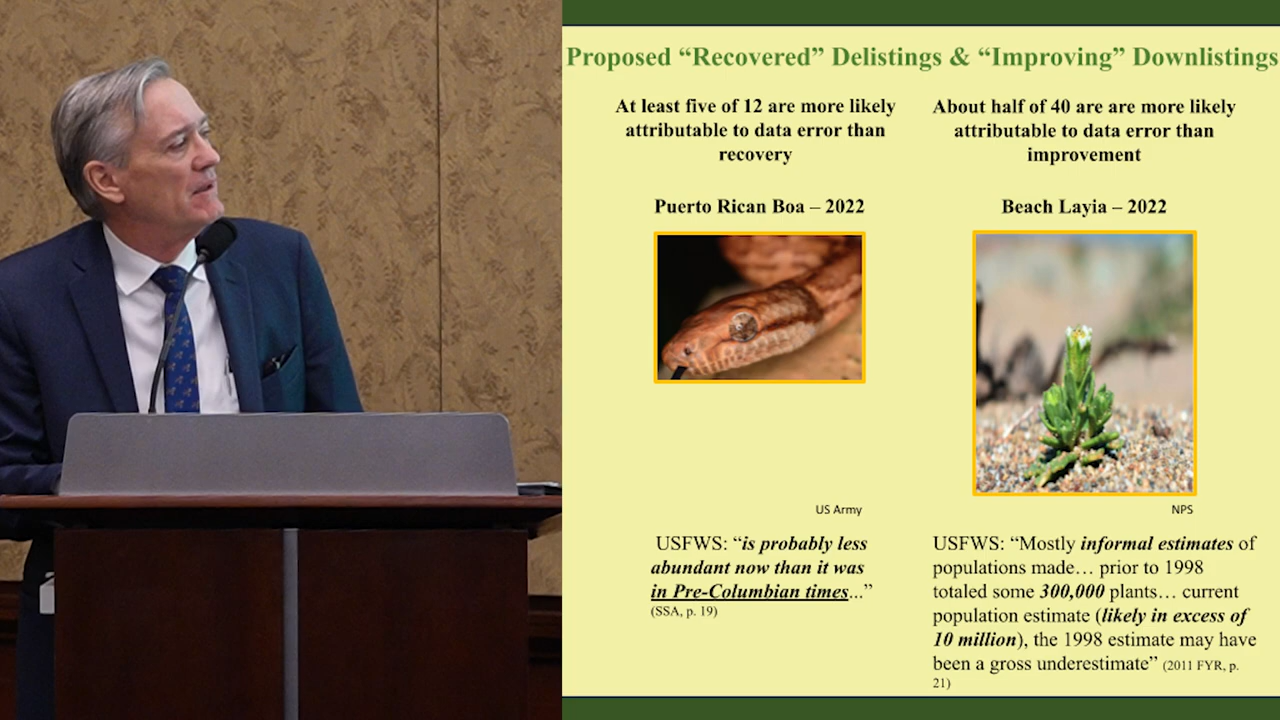 Proposed “Recovered” Delistings & “Improving” Downlistings
At least five of 12 are more likely
attributable to data error than
recovery
Puerto Rican Boa – 2022
US Army
USFWS: “is probably less
abundant now than it was
in Pre-Columbian times...”
(SSA, p. 19)
About half of 40 are are more likely
attributable to data error than
improvement
Beach Layia – 2022
NPS
USFWS: “Mostly informal estimates of
populations made… prior to 1998
totaled some 300,000 plants… current
population estimate (likely in excess of
10 million), the 1998 estimate may have
been a gross underestimate” (2011 FYR, p.
21)